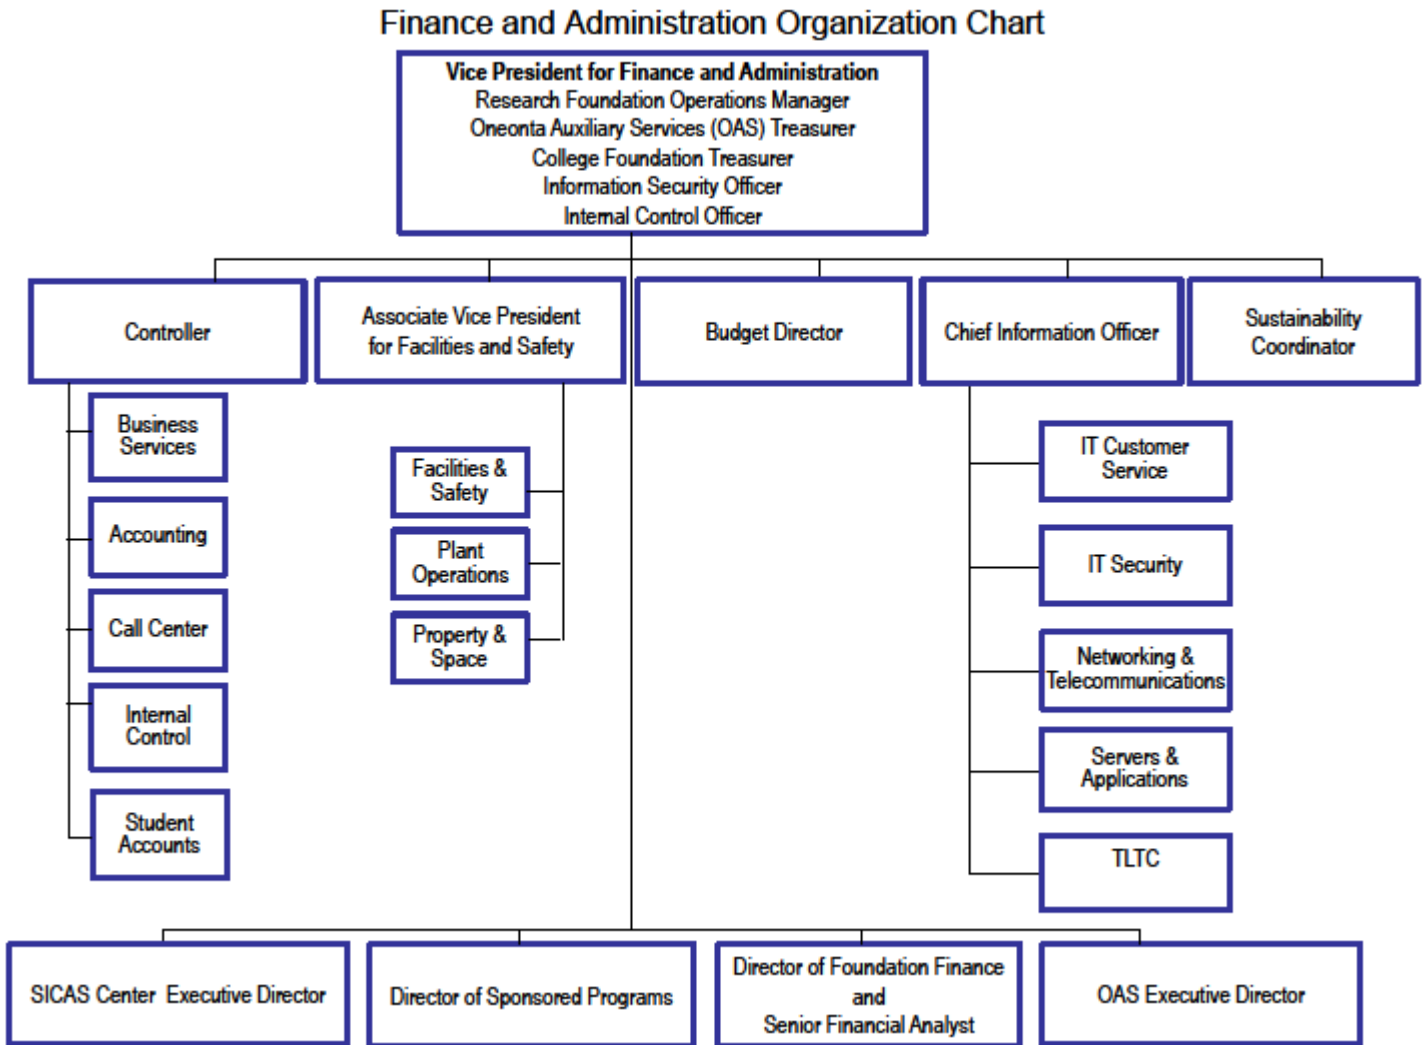 Finance and Administration Organization Chart
Vice President for Finance and Administration
Research Foundation Operations Manager
Oneonta Auxiliary Services (OAS) Treasurer
College Foundation Treasurer
Information Security Officer
Internal Control Officer
Controller
Associate Vice President
for Facilities and Safety
Budget Director
Chief Information Officer
Sustainability
Coordinator
Business
Services
Accounting
Call Center
Internal
Control
Student
Accounts
Facilities &
Safety
Plant
Operations
Property &
Space
IT Customer
Service
IT Security
Networking &
Telecommunications
Servers &
Applications
TLTC
SICAS Center Executive Director
Director of Sponsored Programs
Director of Foundation Finance
and
Senior Financial Analyst
OAS Executive Director